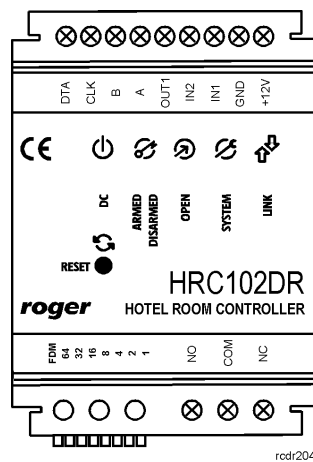 DTA CLK B A OUT1 IN2 IN1 GND +12V
CE
DC ARMED DISARMED OPEN SYSTEM LINK
RESET
HRC102DR
roger HOTEL ROOM CONTROLLER
FDM 64 32 16 8 4 2 1 NO COM NC
rcdr204